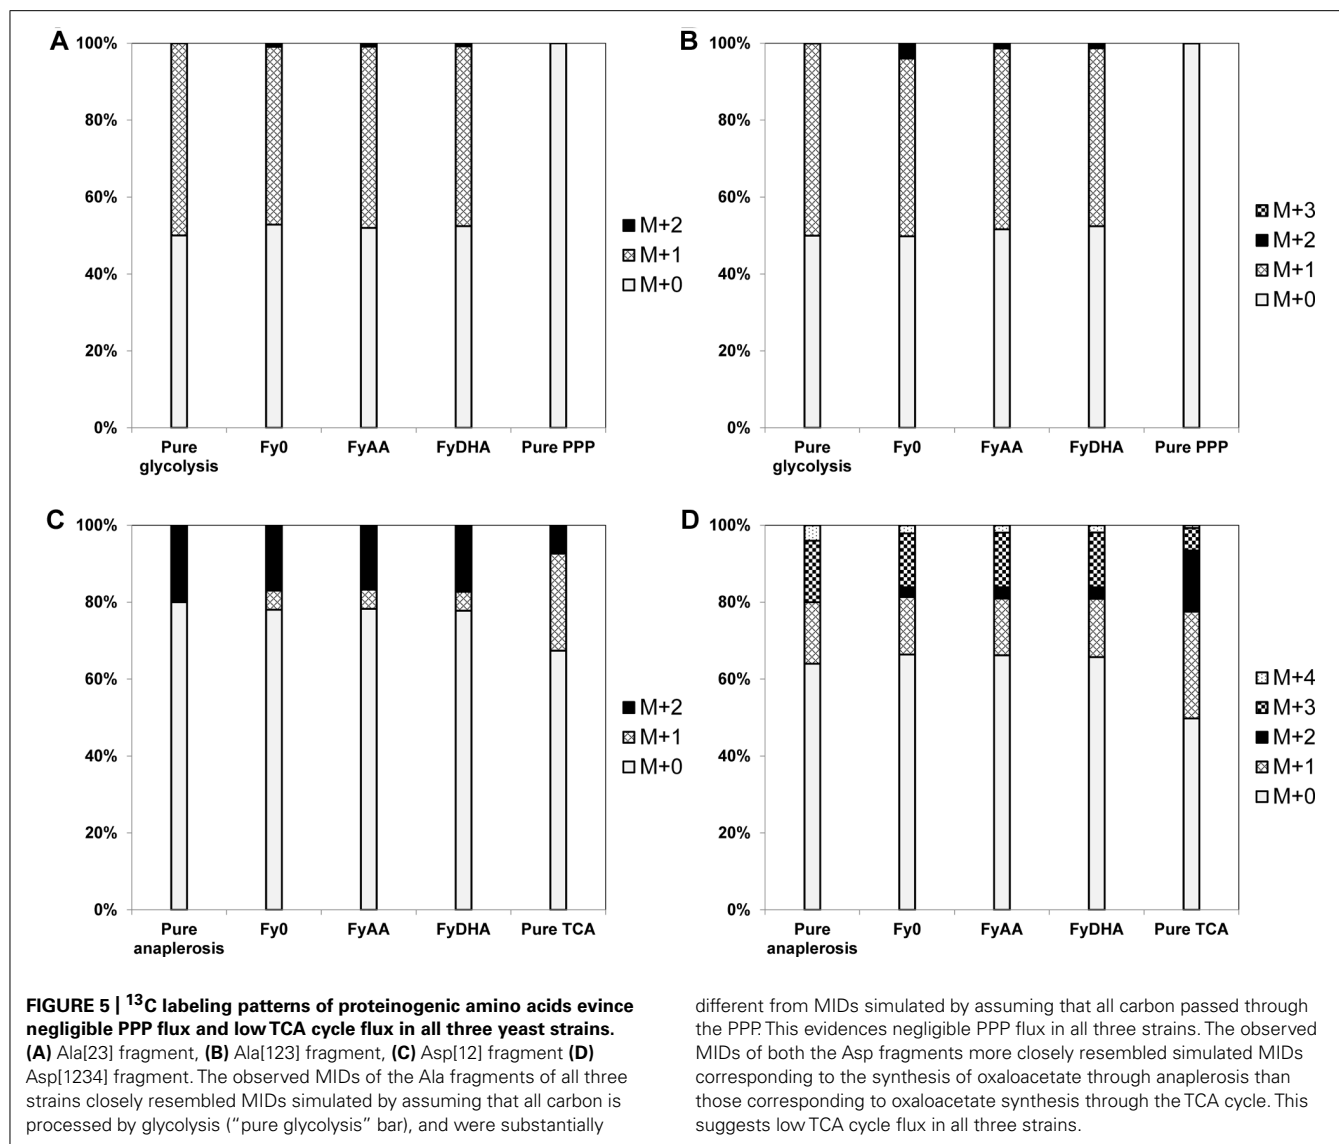 A
100%
80%
60%
40%
20%
0%
M+2
M+1
M+0
Pure
glycolysis
Fy0
FyAA
FyDHA
Pure PPP
B
100%
80%
60%
40%
20%
0%
M+3
M+2
M+1
M+0
Pure
glycolysis
Fy0
FyAA
FyDHA
Pure PPP
C
100%
80%
60%
40%
20%
0%
M+2
M+1
M+0
Pure
anaplerosis
Fy0
FyAA
FyDHA
Pure TCA
D
100%
80%
60%
40%
20%
0%
M+4
M+3
M+2
M+1
M+0
Pure
anaplerosis
Fy0
FyAA
FyDHA
Pure TCA
FIGURE 5 | ¹³C labeling patterns of proteinogenic amino acids evince
negligible PPP flux and low TCA cycle flux in all three yeast strains.
(A) Ala[23] fragment, (B) Ala[123] fragment, (C) Asp[12] fragment (D)
Asp[1234] fragment. The observed MIDs of the Ala fragments of all three
strains closely resembled MIDs simulated by assuming that all carbon is
processed by glycolysis (“pure glycolysis” bar), and were substantially
different from MIDs simulated by assuming that all carbon passed through
the PPP. This evidences negligible PPP flux in all three strains. The observed
MIDs of both the Asp fragments more closely resembled simulated MIDs
corresponding to the synthesis of oxaloacetate through anaplerosis than
those corresponding to oxaloacetate synthesis through the TCA cycle. This
suggests low TCA cycle flux in all three strains.